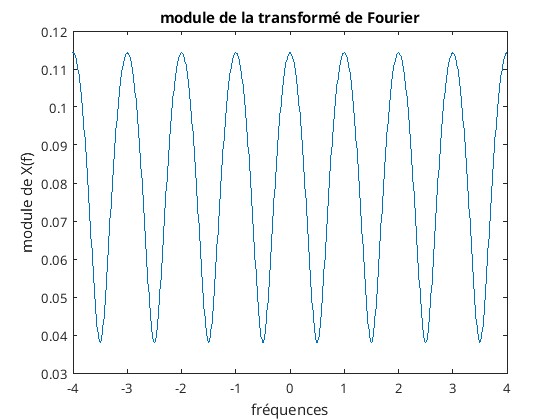 module de la transformé de Fourier
0.12
0.11
0.1
0.09
0.08
0.07
0.06
0.05
0.04
0.03
module de X(f)
-4 -3 -2 -1 0 1 2 3 4
fréquences